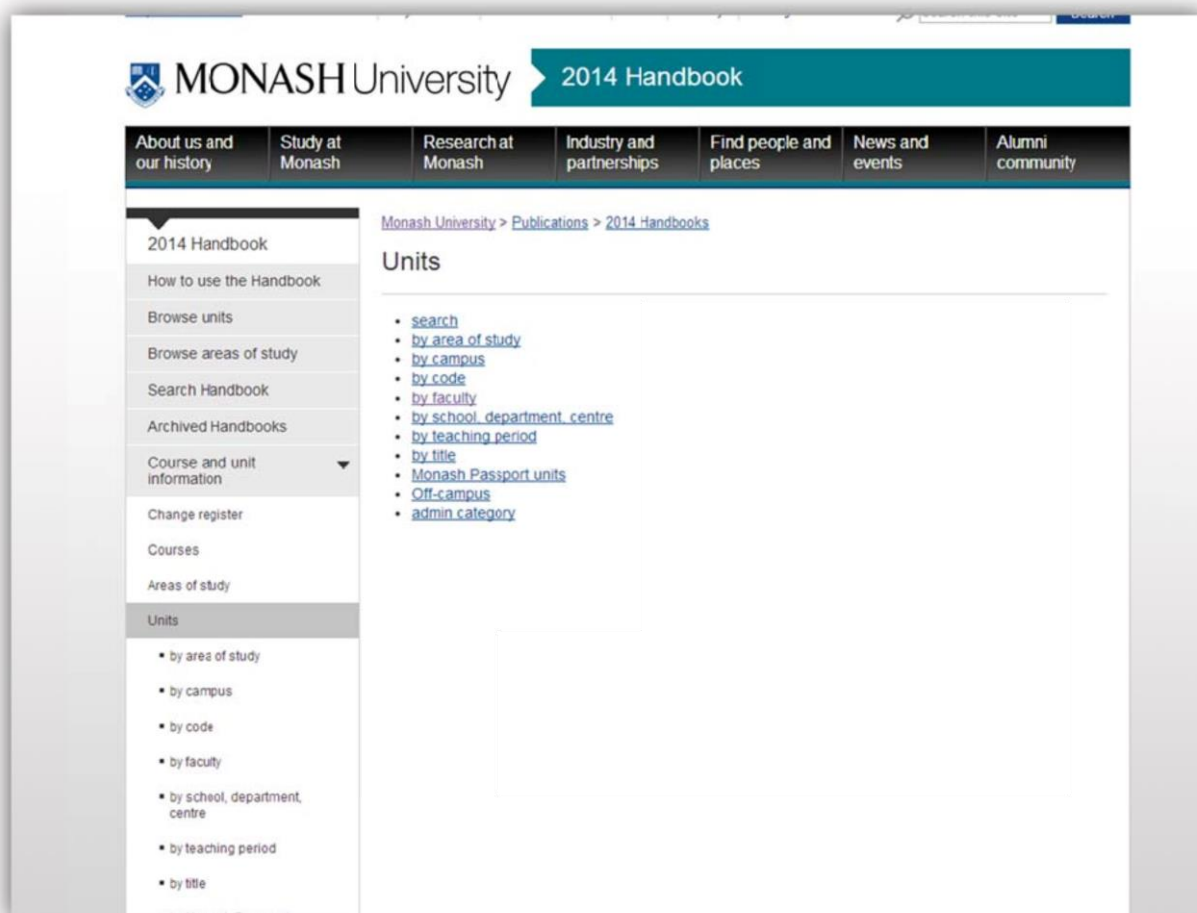 MONASH University
2014 Handbook
About us and
our history
Study at
Monash
Research at
Monash
Industry and
partnerships
Find people and
places
News and
events
Alumni
community
2014 Handbook
How to use the Handbook
Browse units
Browse areas of study
Search Handbook
Archived Handbooks
Course and unit
information
Change register
Courses
Areas of study
Units
by area of study
by campus
by code
by faculty
by school, department,
centre
by teaching period
by title
Monash University > Publications > 2014 Handbooks
Units
search
by area of study
by campus
by code
by faculty
by school, department, centre
by teaching period
by title
Monash Passport units
Off-campus
admin category